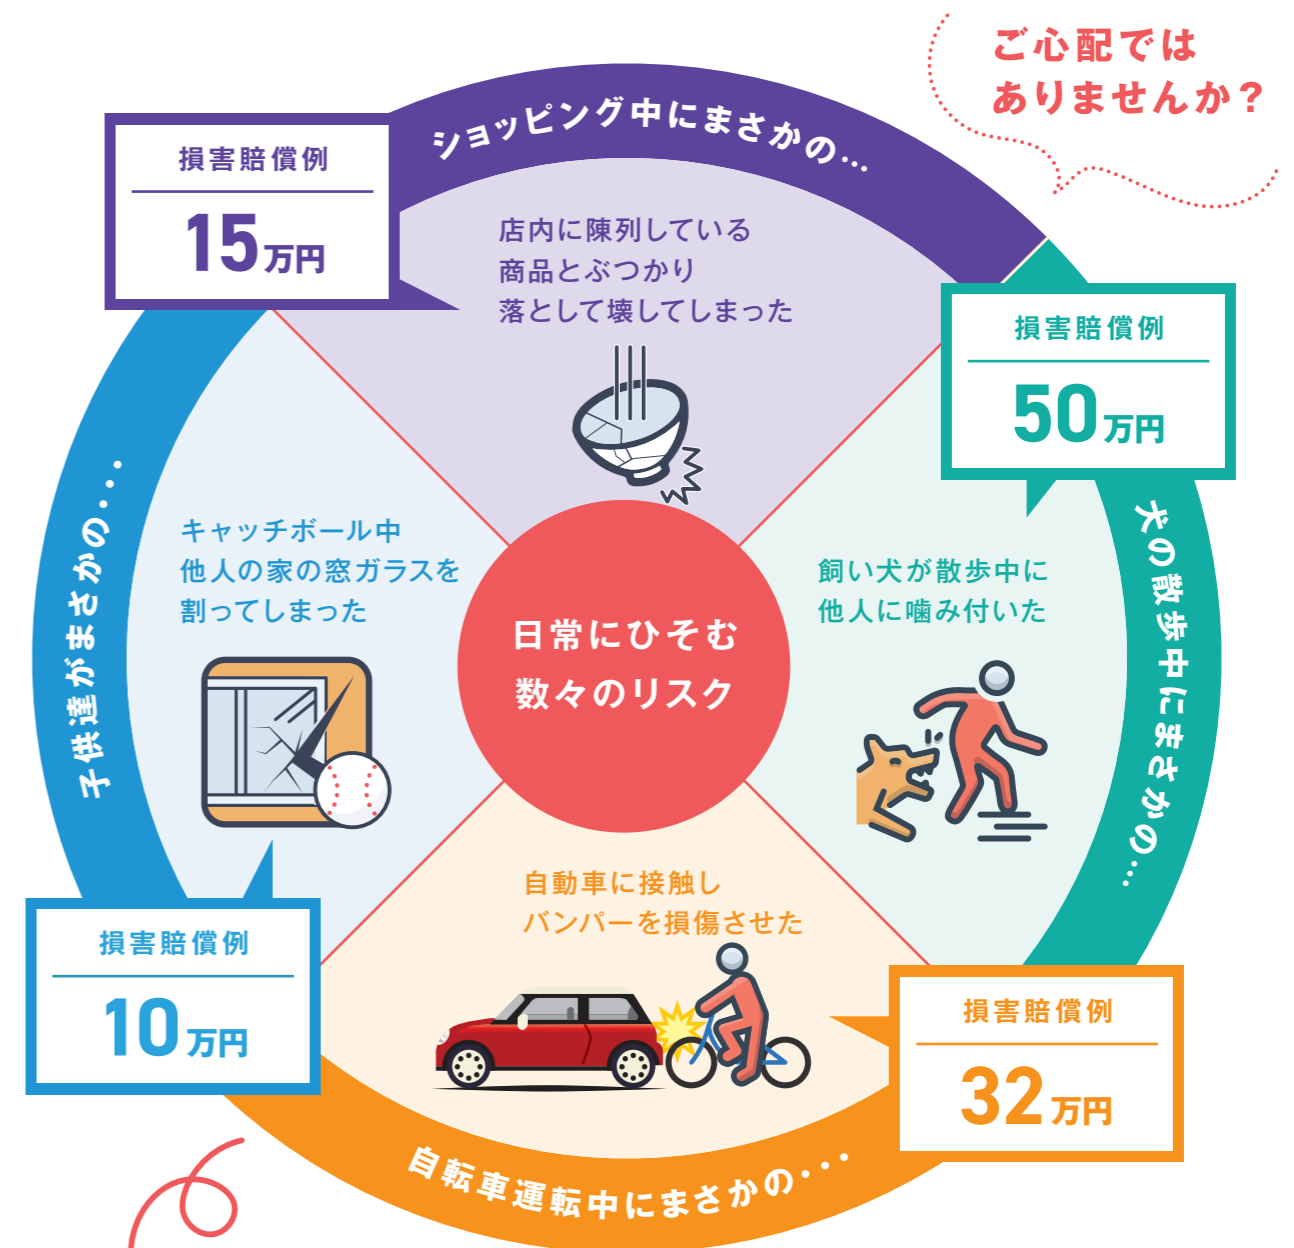 ご心配では
ありませんか?
ショッピング中にまさかの…
損害賠償例
15万円
店内に陳列している
商品とぶつかり
落として壊してしまった
犬の散歩中にまさかの…
損害賠償例
50万円
飼い犬が散歩中に
他人に噛み付いた
日常にひそむ
数々のリスク
子供達がまさかの・・・
キャッチボール中
他人の家の窓ガラスを
割ってしまった
損害賠償例
10万円
自動車に接触し
バンパーを損傷させた
損害賠償例
32万円
自転車運転中にまさかの・・・